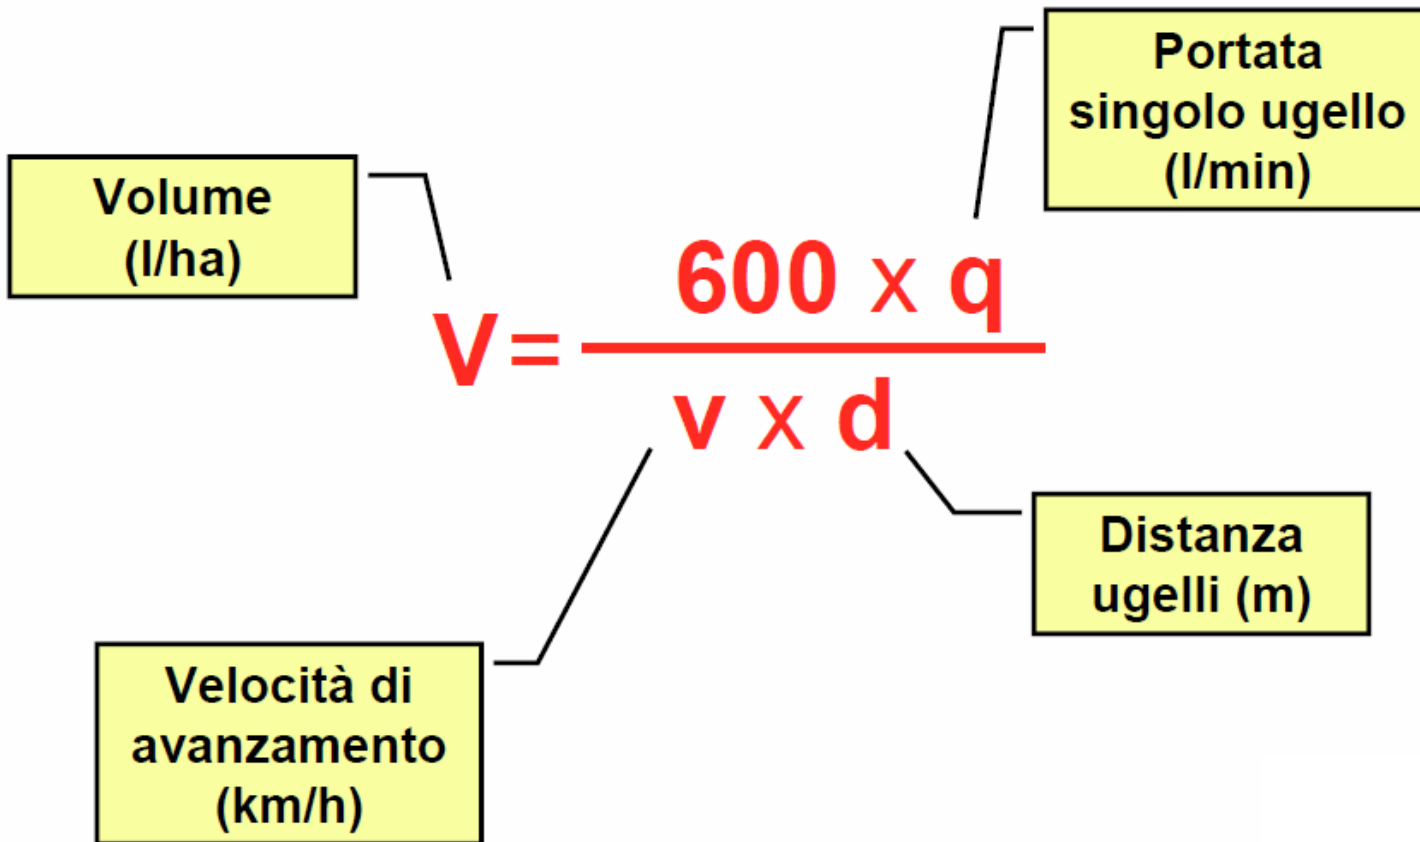 Portata
singolo ugello
(l/min)
Volume
(l/ha)
600 x q
V=
v x d
Distanza
ugelli (m)
Velocità di
avanzamento
(km/h)